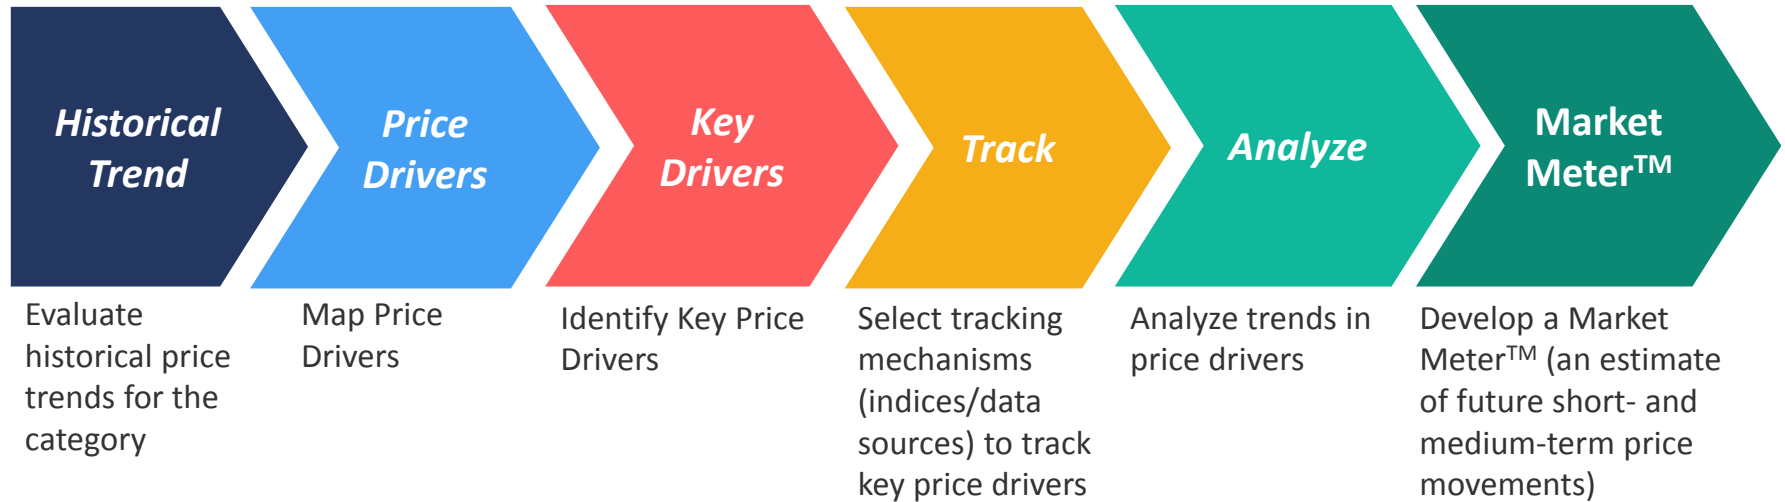 Historical
Trend
Price
Drivers
Key
Drivers
Track
Analyze
Market
Meter™
Evaluate
historical price
trends for the
category
Map Price
Drivers
Identify Key Price
Drivers
Select tracking
mechanisms
(indices/data
sources) to track
key price drivers
Analyze trends in
price drivers
Develop a Market
Meter™ (an estimate
of future short- and
medium-term price
movements)